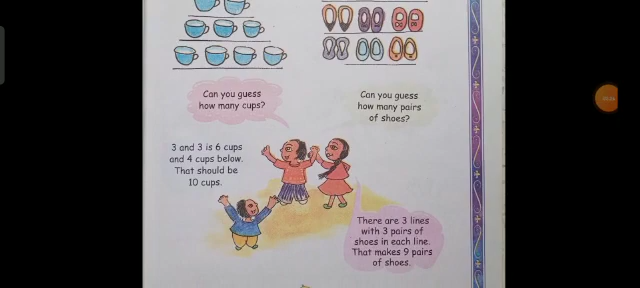 Can you guess
how many cups?
Can you guess
how many pairs
of shoes?
3 and 3 is 6 cups
and 4 cups below.
That should be
10 cups.
There are 3 lines
with 3 pairs of
shoes in each line.
That makes 9 pairs
of shoes.